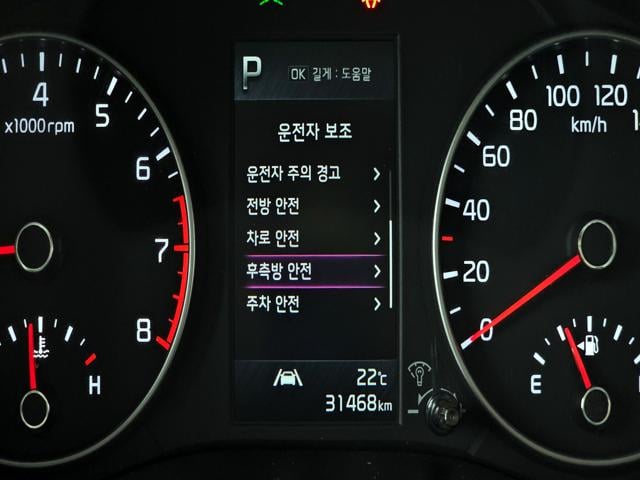 P
OK 길게 : 도움말
운전자 보조
운전자 주의 경고
전방 안전
차로 안전
후측방 안전
주차 안전
22°C
31468km
4
5
x1000rpm
6
7
8
H
100
120
80
km/h
60
40
20
0
E